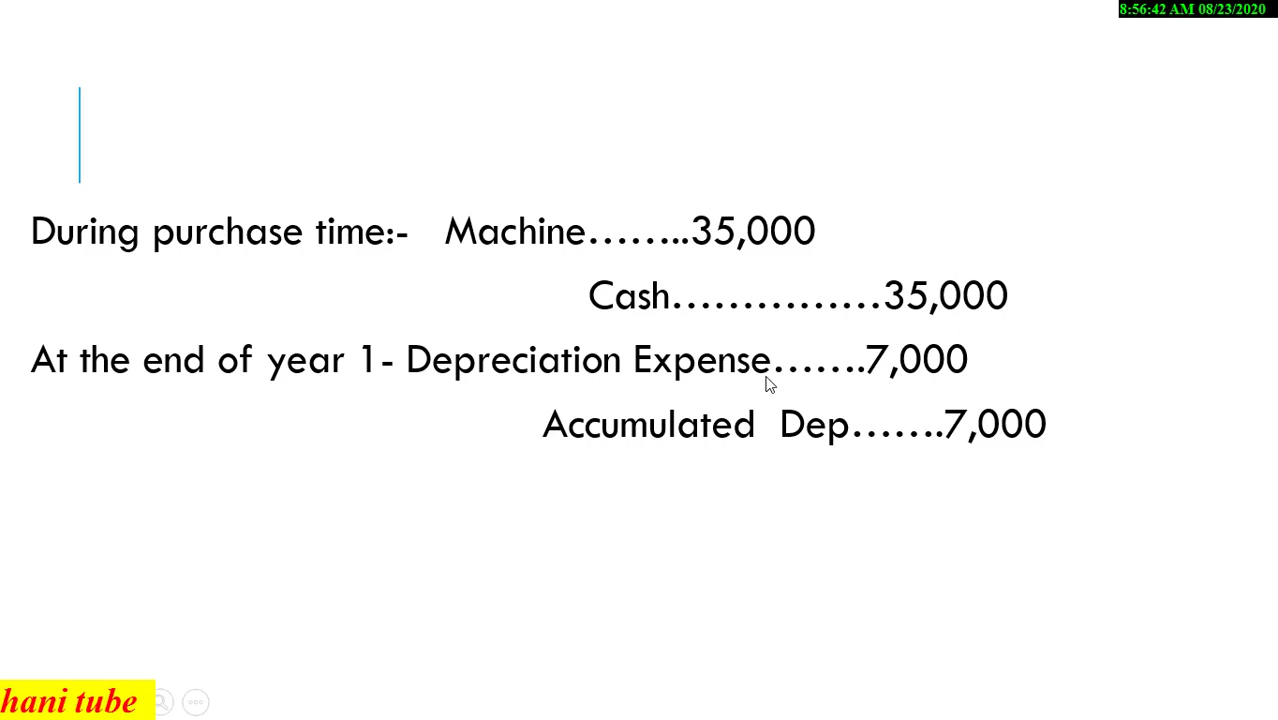 8:56:42 AM 08/23/2020
During purchase time:- Machine……..35,000
Cash……………35,000
At the end of year 1- Depreciation Expense…….7,000
Accumulated Dep…….7,000
hani tube